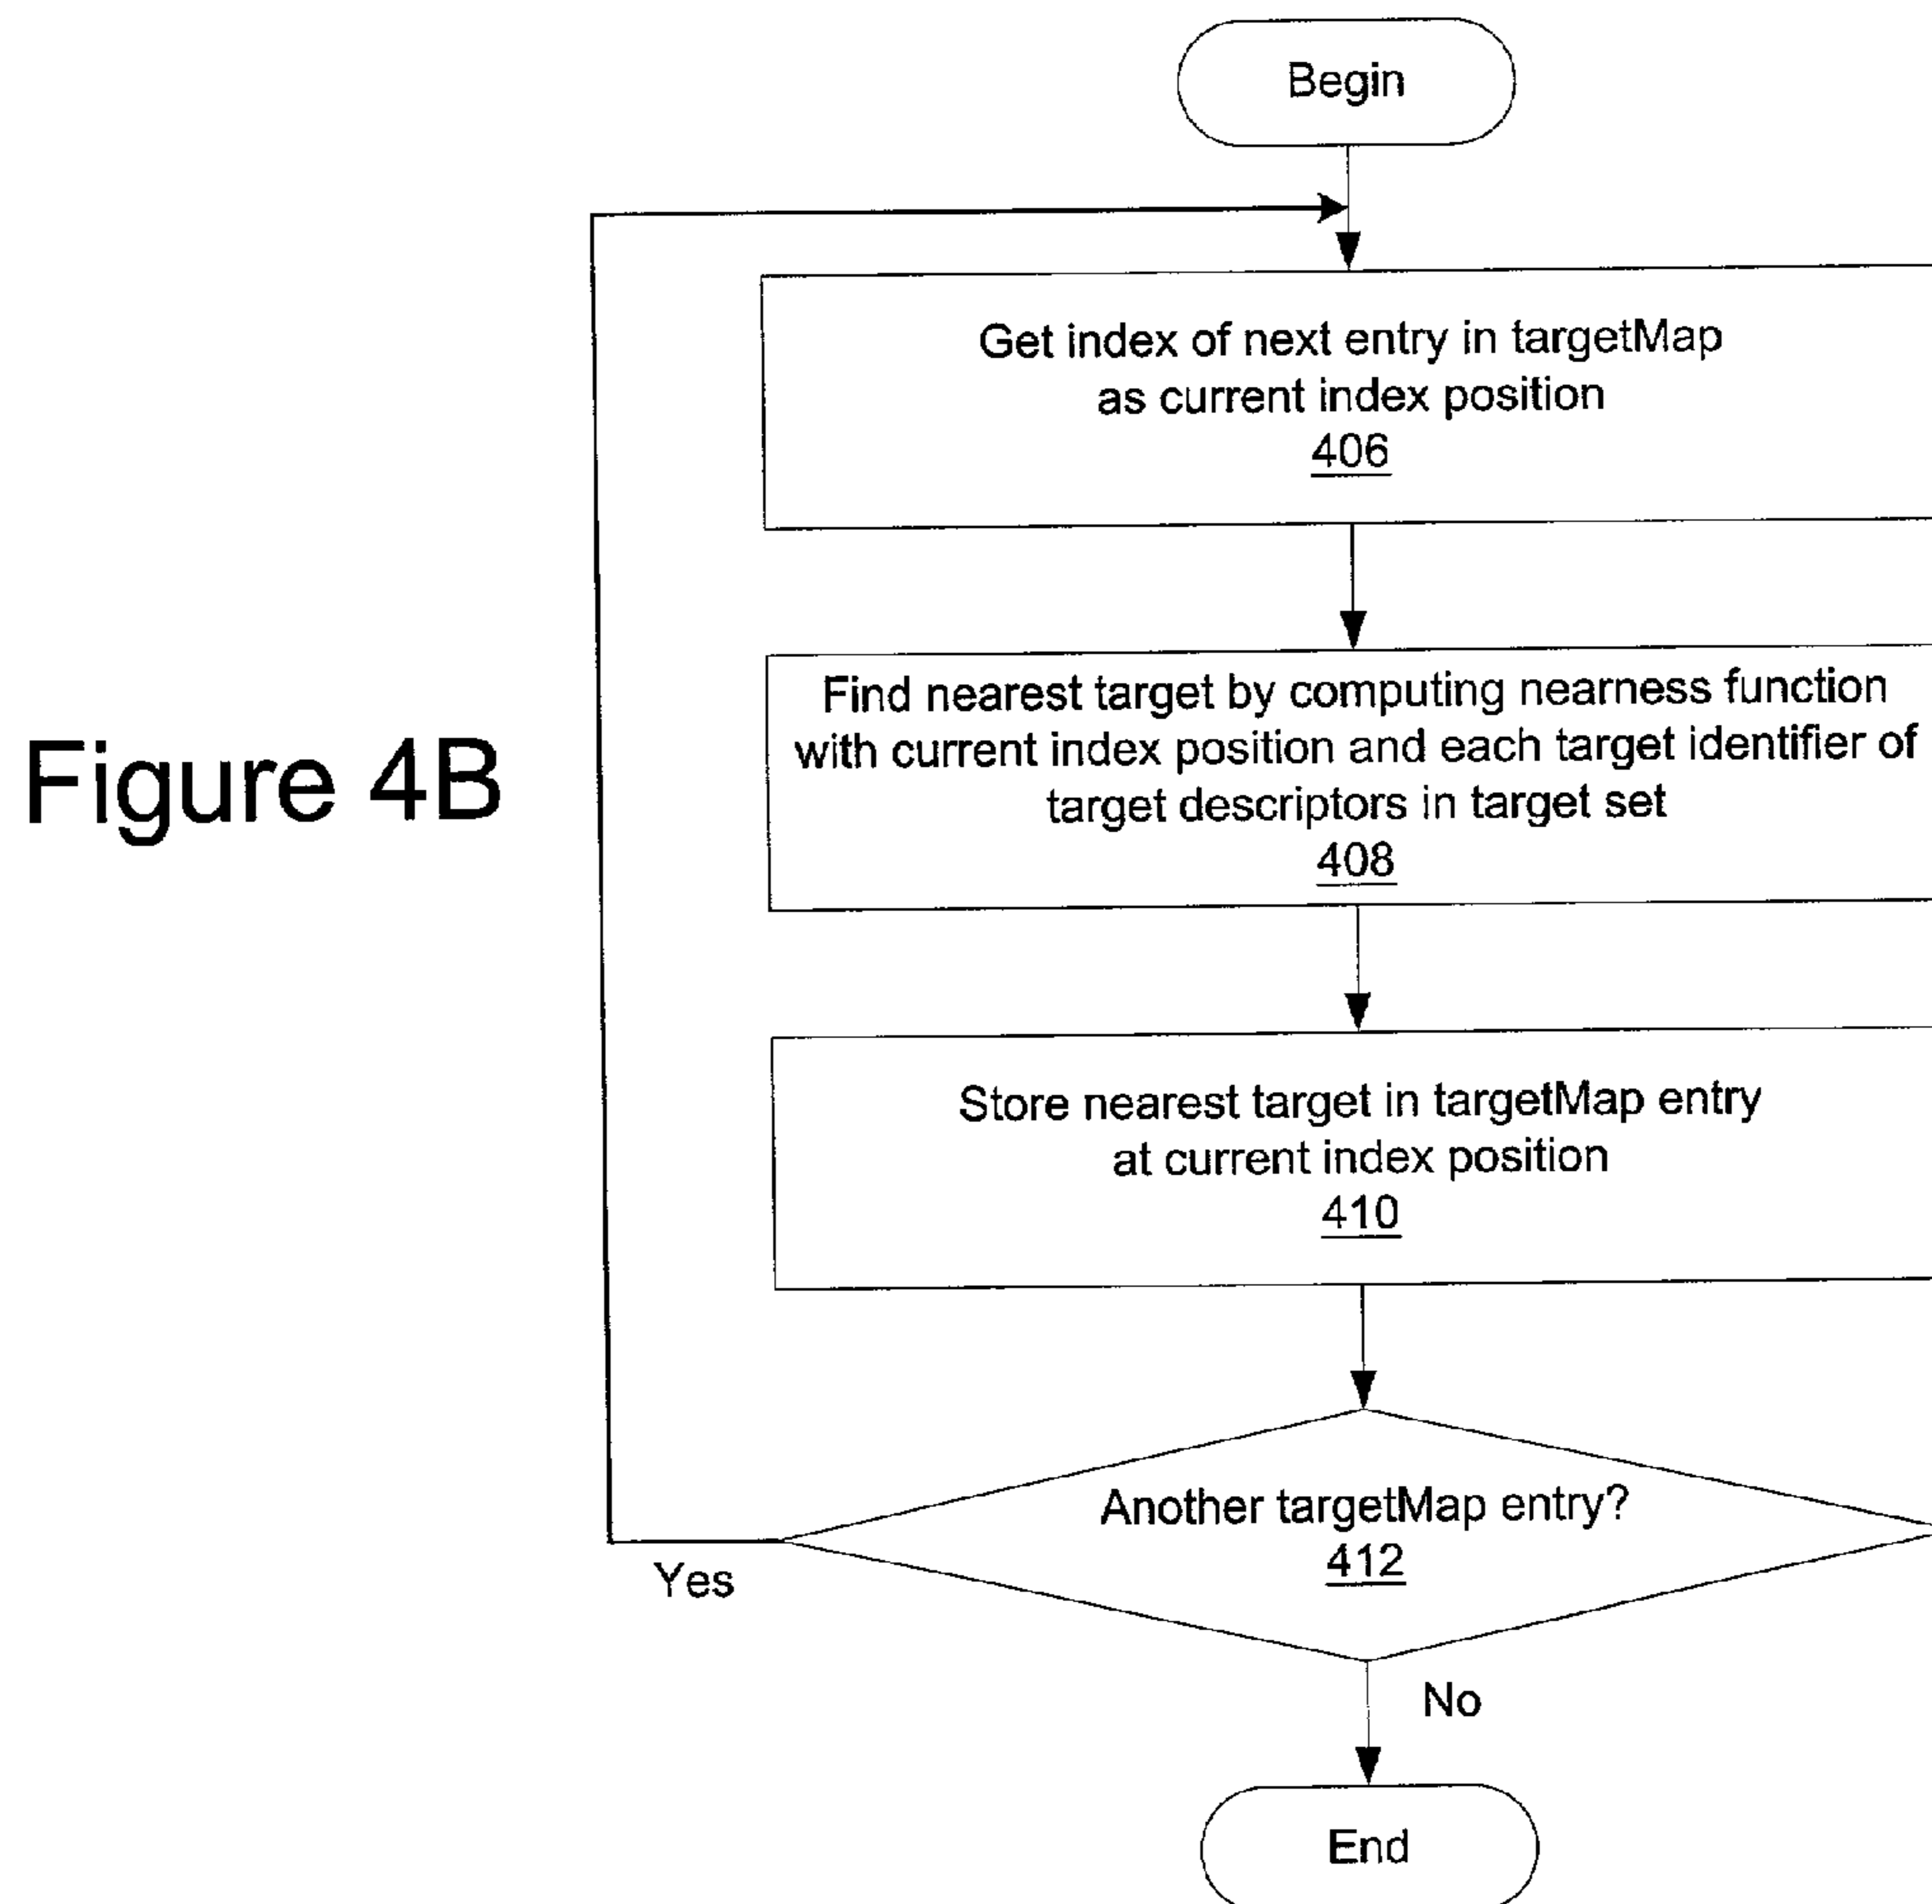 Begin
Get index of next entry in targetMap
as current index position
406
Find nearest target by computing nearness function
with current index position and each target identifier of
target descriptors in target set
408
Figure 4B
Store nearest target in targetMap entry
at current index position
410
Another targetMap entry?
412
Yes
No
End